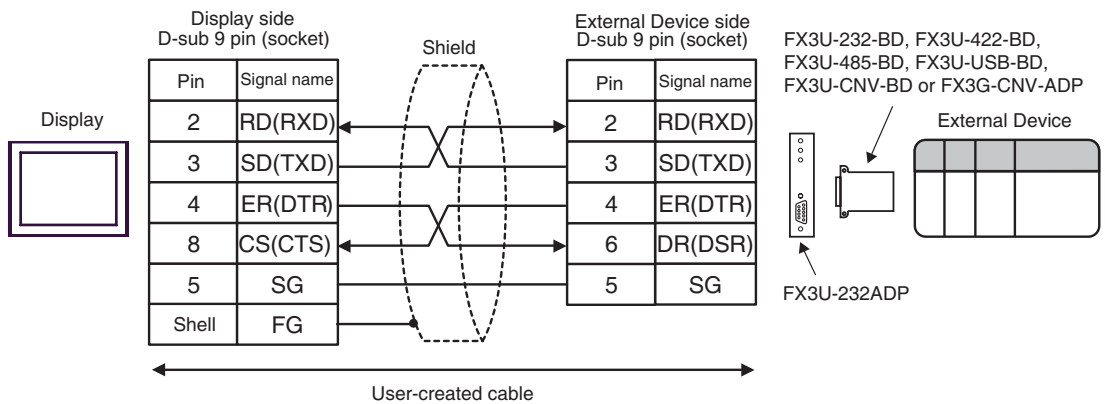 Display side
D-sub 9 pin (socket)
Shield
External Device side
D-sub 9 pin (socket)
FX3U-232-BD, FX3U-422-BD,
FX3U-485-BD, FX3U-USB-BD,
FX3U-CNV-BD or FX3G-CNV-ADP
Display
External Device
Pin Signal name
2 RD(RXD)
3 SD(TXD)
4 ER(DTR)
8 CS(CTS)
5 SG
Shell FG
Pin Signal name
2 RD(RXD)
3 SD(TXD)
4 ER(DTR)
6 DR(DSR)
5 SG
FX3U-232ADP
User-created cable